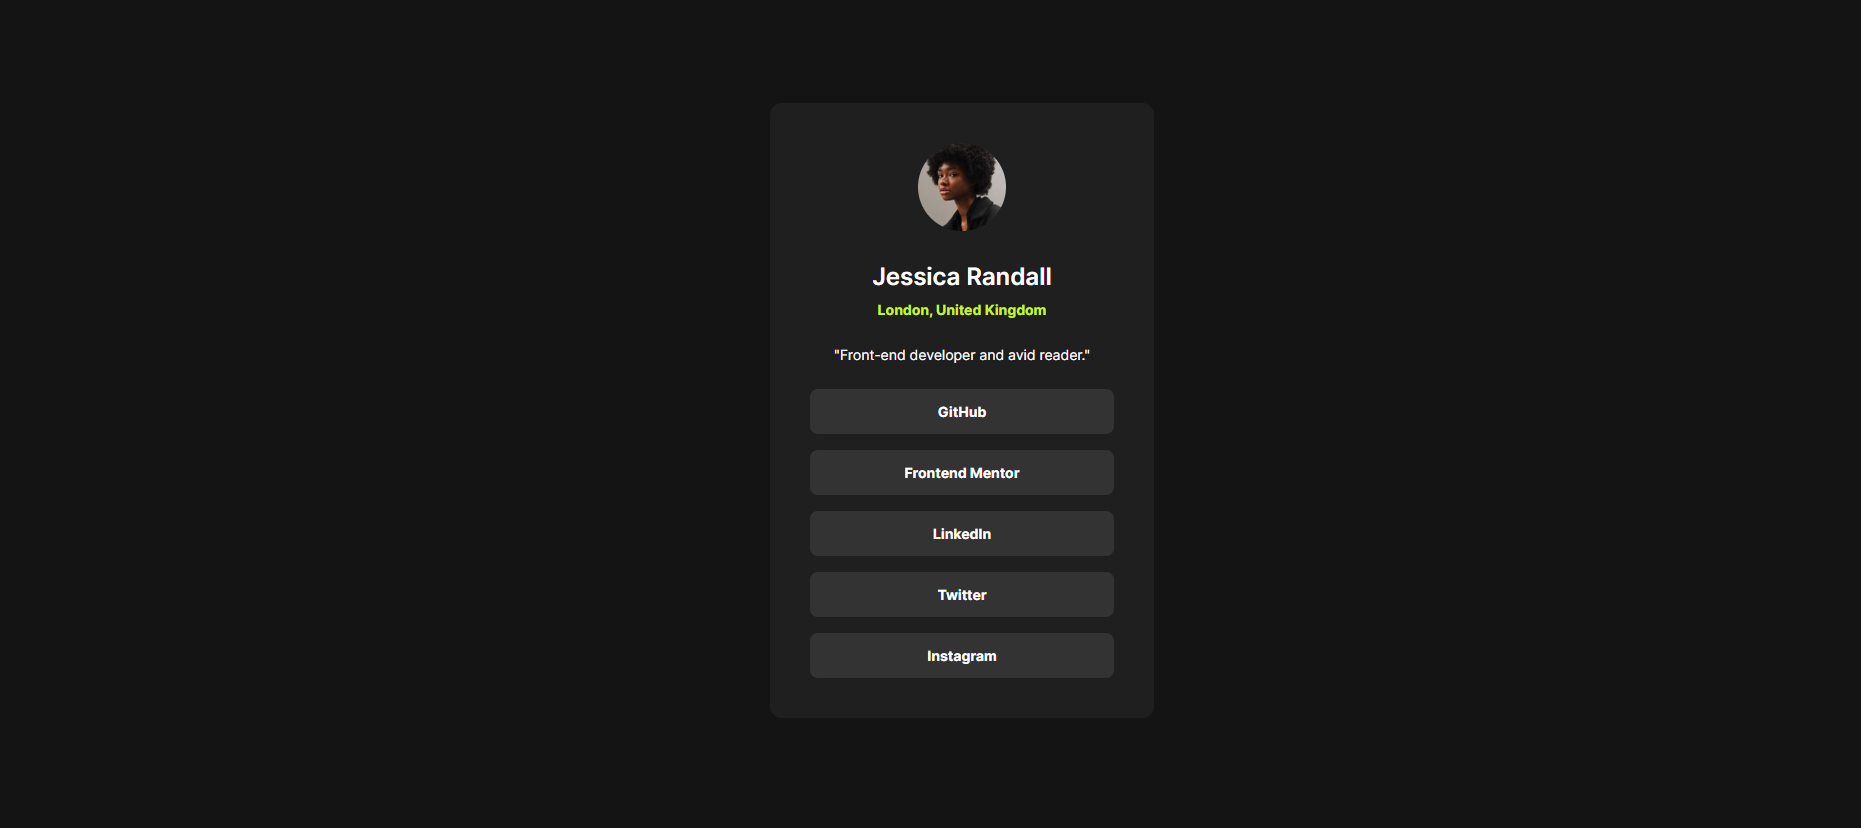 Jessica Randall
London, United Kingdom
"Front-end developer and avid reader."
GitHub
Frontend Mentor
LinkedIn
Twitter
Instagram